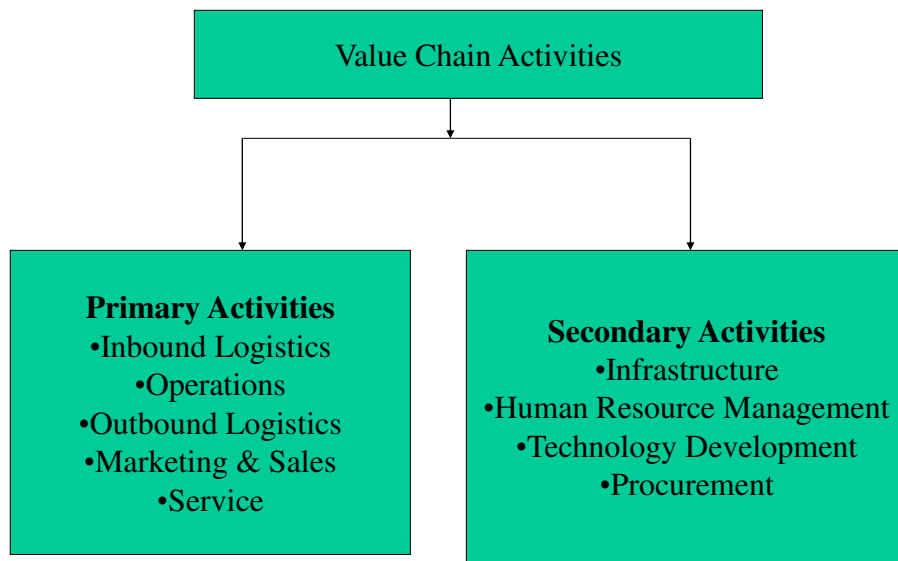 Value Chain Activities
Primary Activities
•Inbound Logistics
•Operations
•Outbound Logistics
•Marketing & Sales
•Service
Secondary Activities
•Infrastructure
•Human Resource Management
•Technology Development
•Procurement